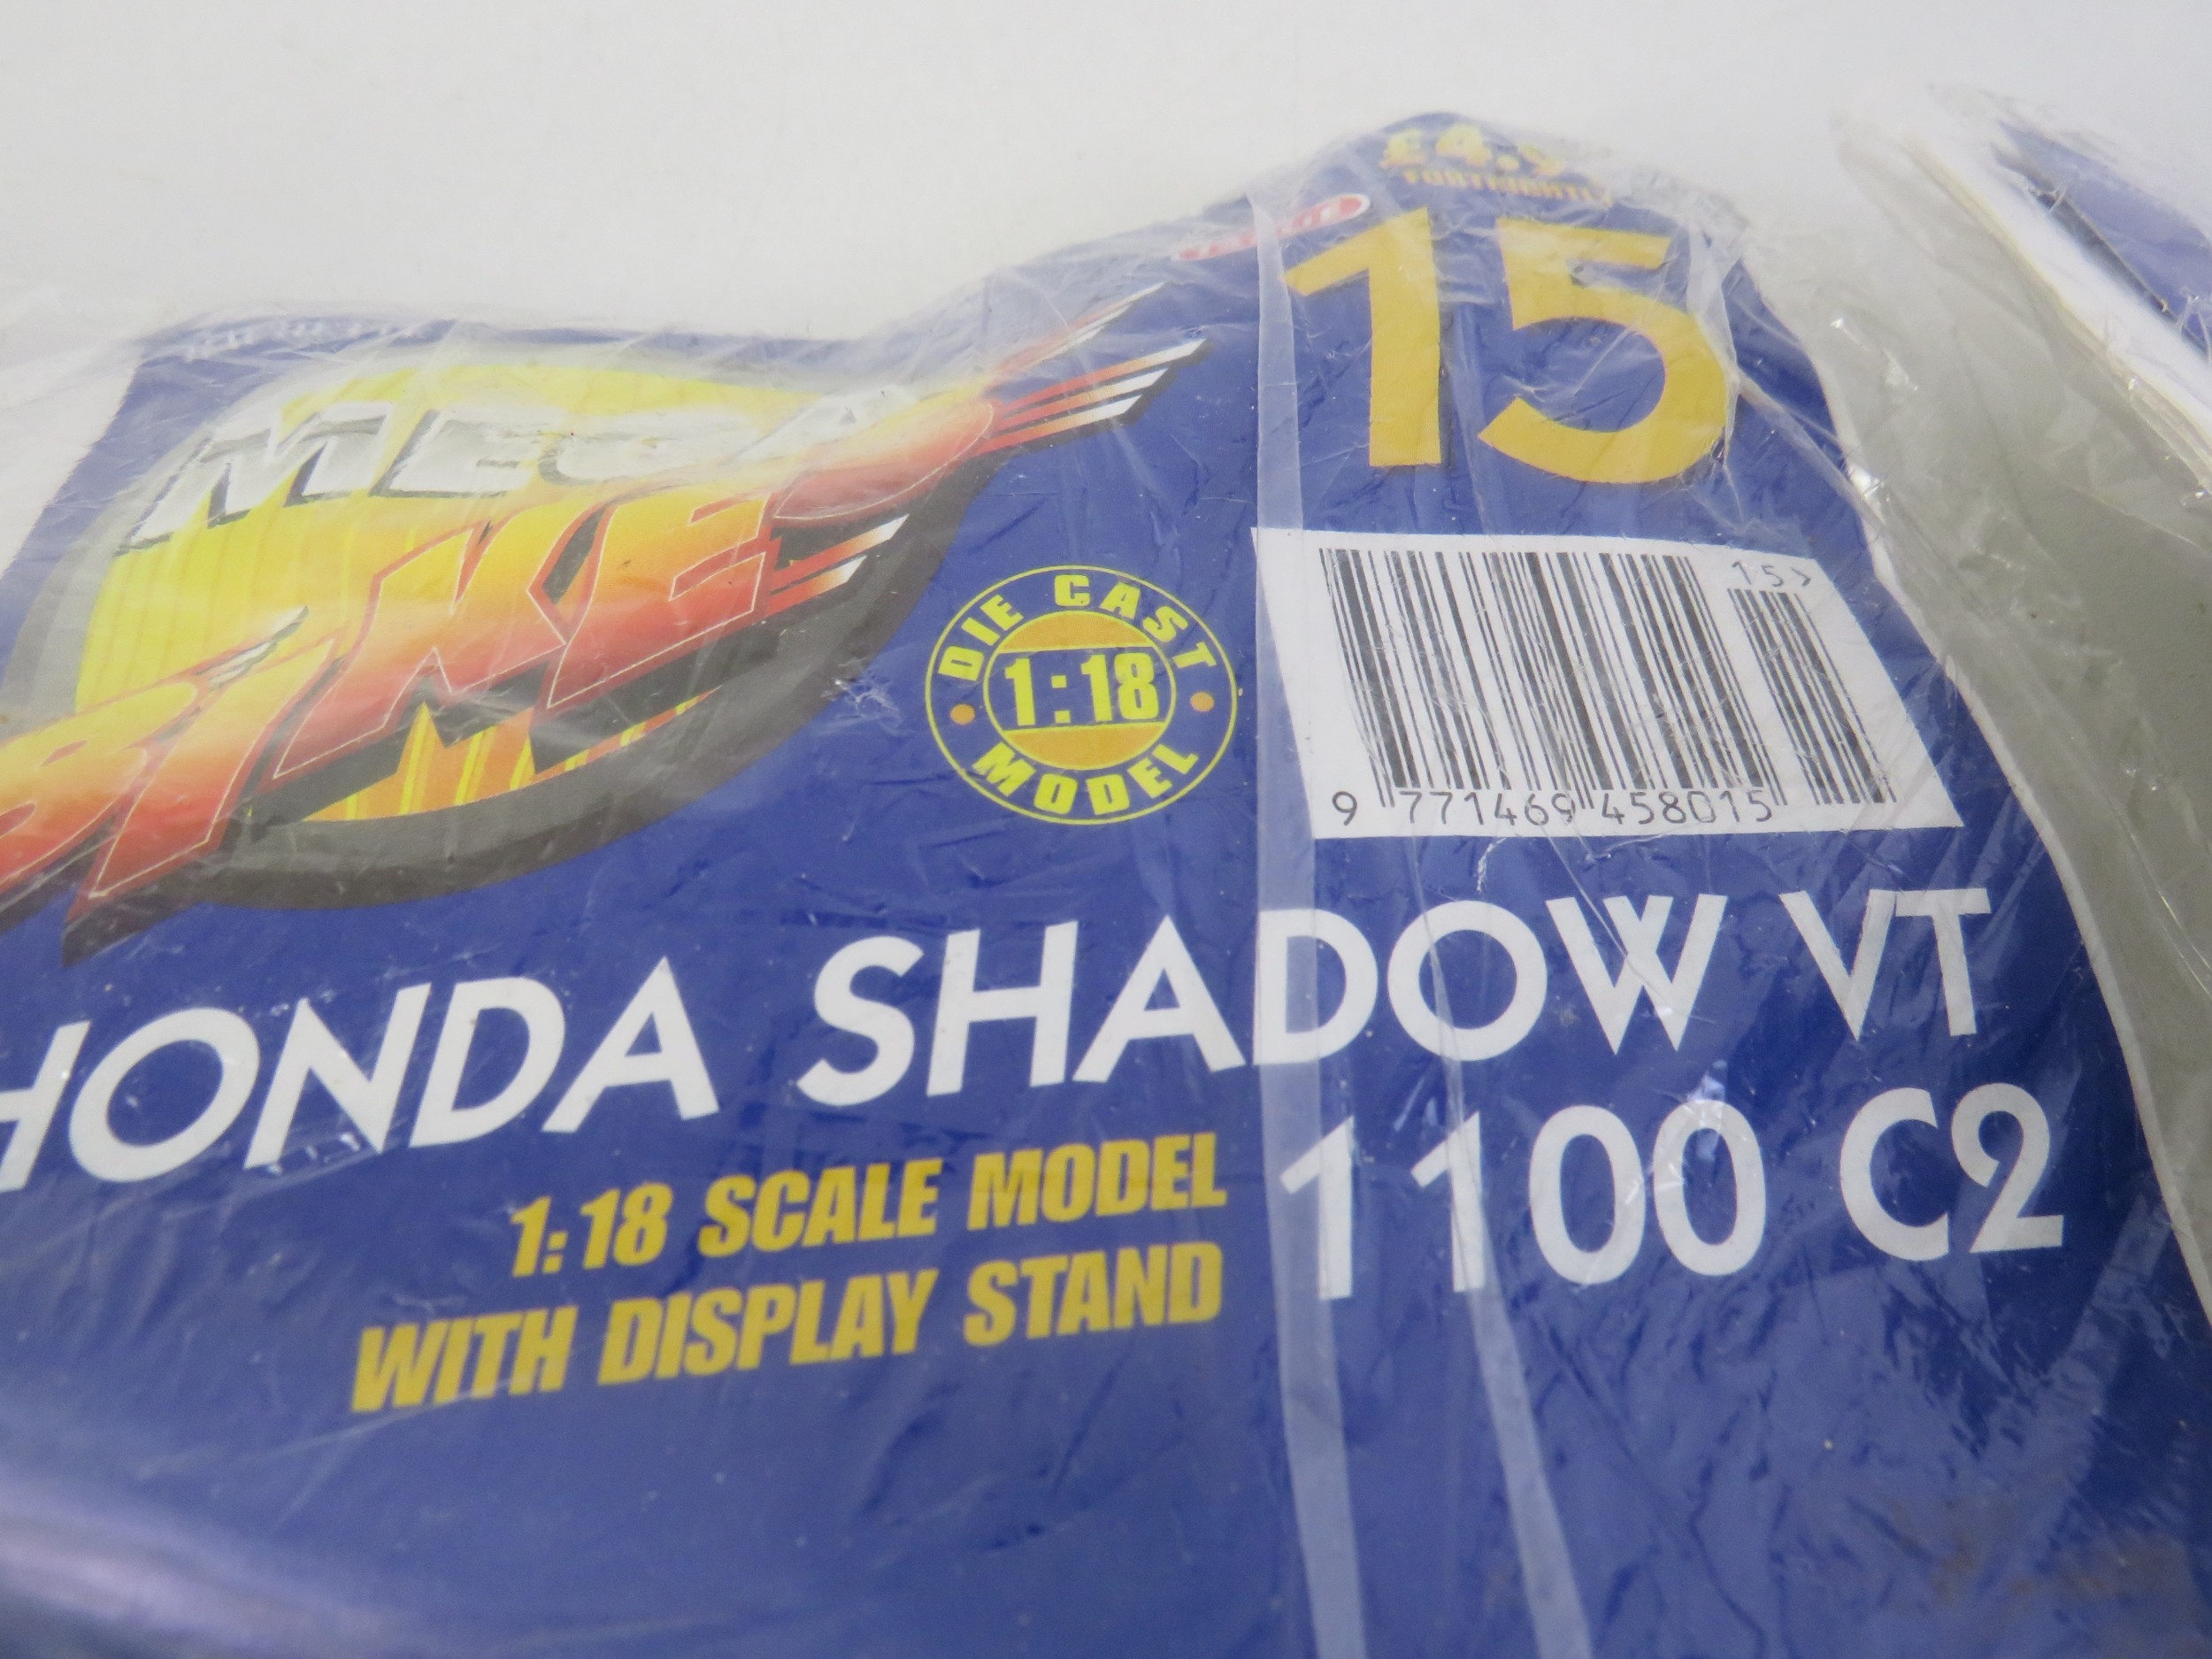 £4.9
FORTNIGHTLY
15
MEGA
BIKES
DIE CAST
1:18
MODEL
15>
9 771469 458015
HONDA SHADOW VT
1100 C2
1:18 SCALE MODEL
WITH DISPLAY STAND